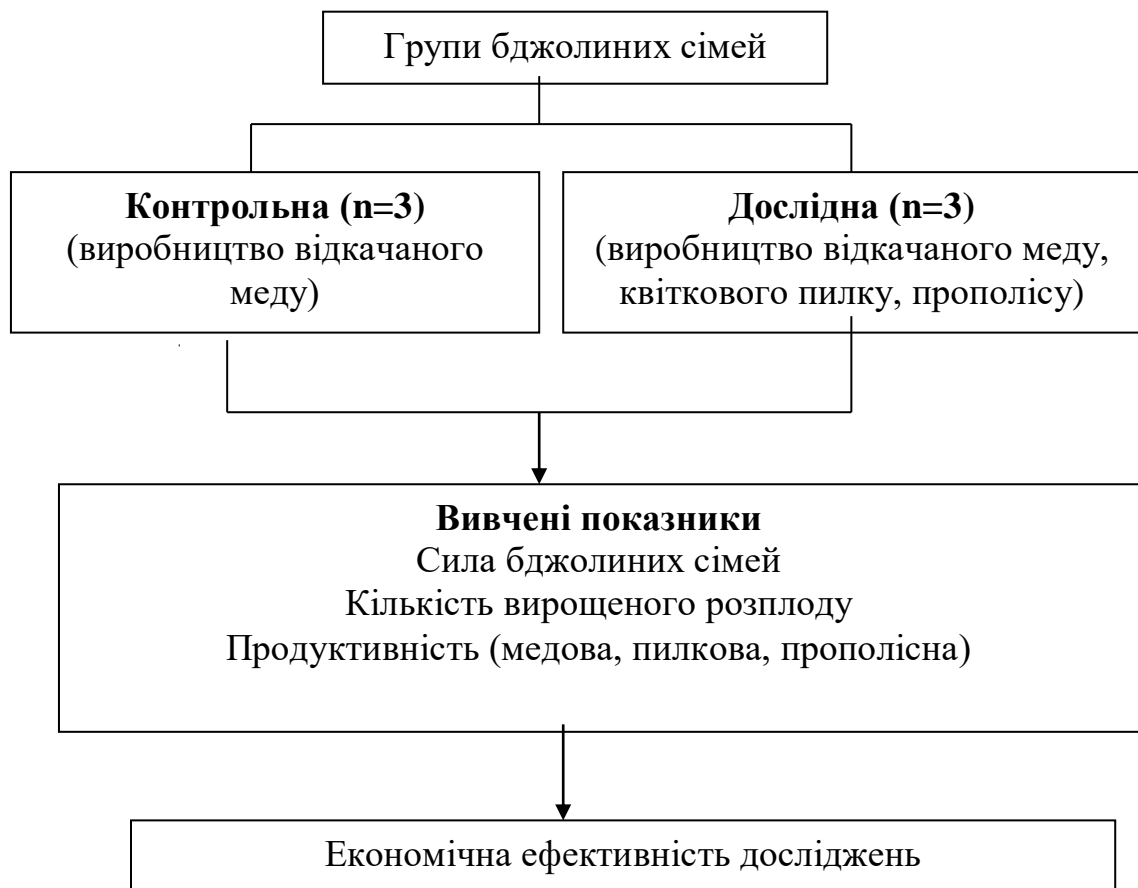 Групи бджолиних сімей
Контрольна (n=3)
(виробництво відкачаного
меду)
Дослідна (n=3)
(виробництво відкачаного меду,
квіткового пилку, прополісу)
Вивчені показники
Сила бджолиних сімей
Кількість вирощеного розплоду
Продуктивність (медова, пилкова, прополісна)
Економічна ефективність досліджень